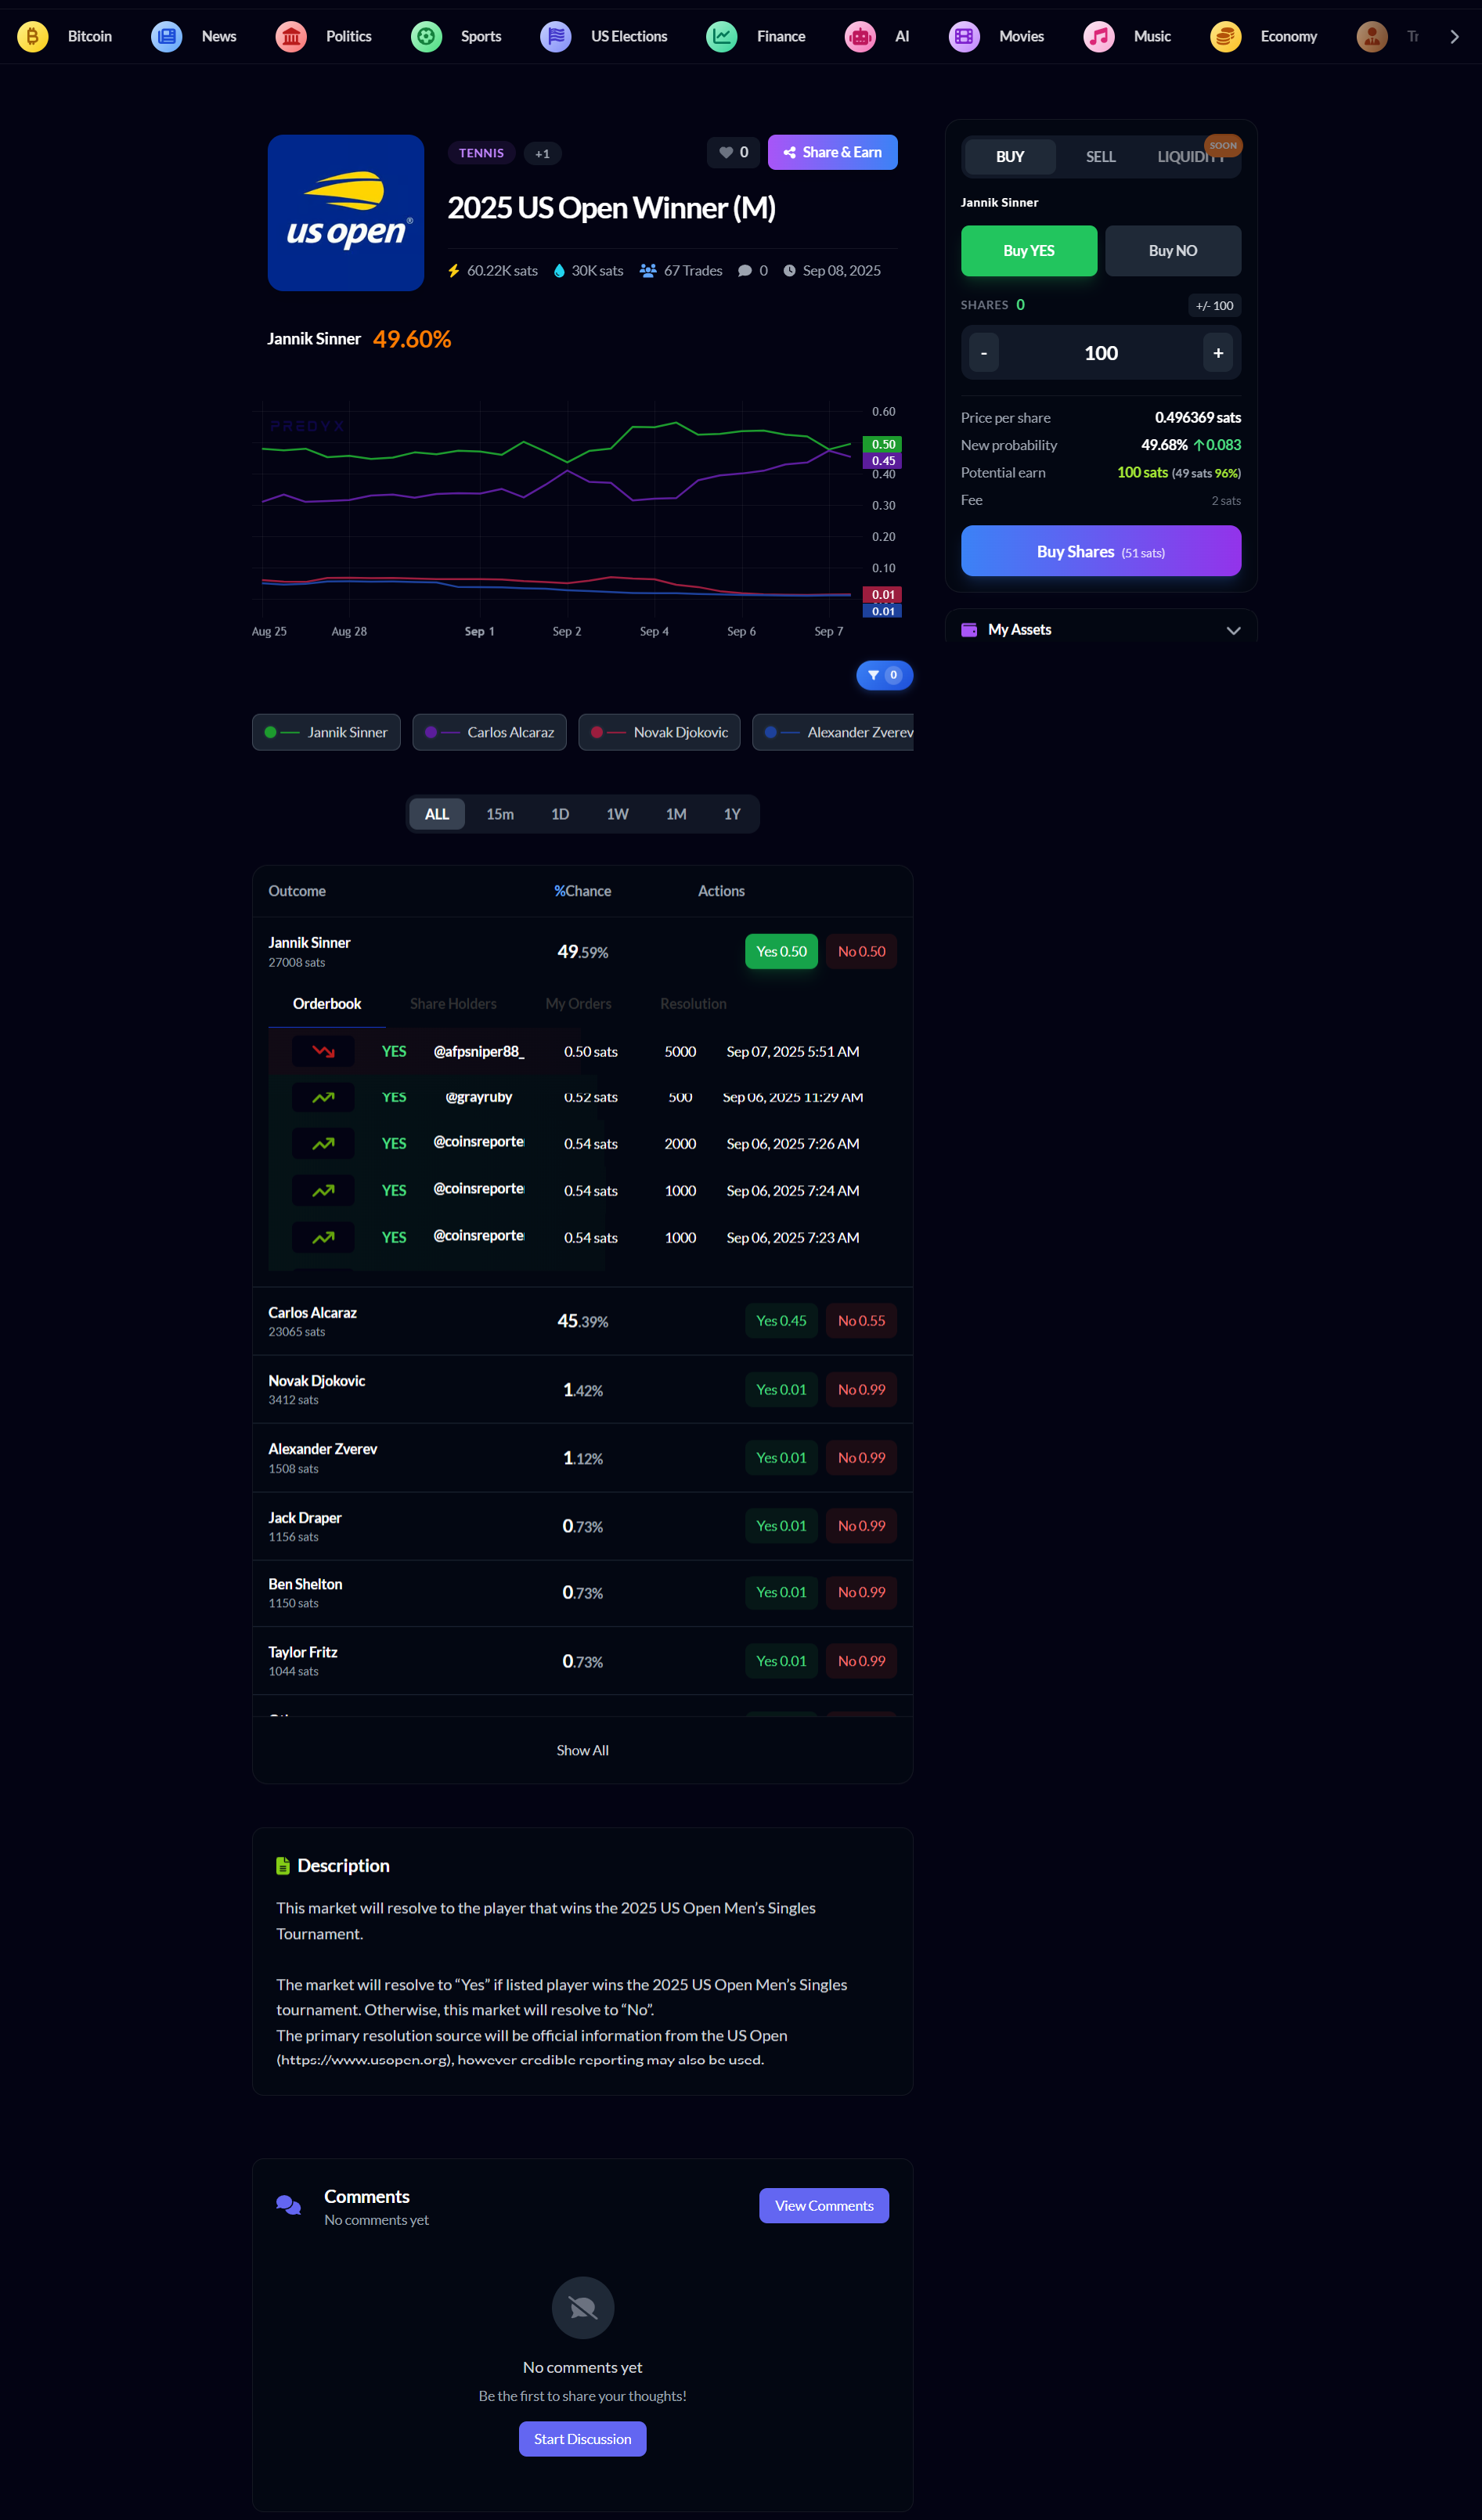 Bitcoin News Politics Sports US Elections Finance AI Movies Music Economy
us open®
TENNIS +1 0 Share & Earn
2025 US Open Winner (M)
60.22K sats 30K sats 67 Trades 0 Sep 08, 2025
Jannik Sinner 49.60%
PREDYX
0.60
0.50
0.45
0.40
0.30
0.20
0.10
0.01
0.01
Aug 25 Aug 28 Sep 1 Sep 2 Sep 4 Sep 6 Sep 7
0
Jannik Sinner Carlos Alcaraz Novak Djokovic Alexander Zverev
ALL 15m 1D 1W 1M 1Y
Outcome %Chance Actions
Jannik Sinner
27008 sats
49.59% Yes 0.50 No 0.50
Orderbook Share Holders My Orders Resolution
YES @afpsniper88_ 0.50 sats 5000 Sep 07, 2025 5:51 AM
YES @grayruby 0.52 sats 500 Sep 06, 2025 11:29 AM
YES @coinsreporte 0.54 sats 2000 Sep 06, 2025 7:26 AM
YES @coinsreporte 0.54 sats 1000 Sep 06, 2025 7:24 AM
YES @coinsreporte 0.54 sats 1000 Sep 06, 2025 7:23 AM
Carlos Alcaraz
23065 sats
45.39% Yes 0.45 No 0.55
Novak Djokovic
3412 sats
1.42% Yes 0.01 No 0.99
Alexander Zverev
1508 sats
1.12% Yes 0.01 No 0.99
Jack Draper
1156 sats
0.73% Yes 0.01 No 0.99
Ben Shelton
1150 sats
0.73% Yes 0.01 No 0.99
Taylor Fritz
1044 sats
0.73% Yes 0.01 No 0.99
Show All
Description
This market will resolve to the player that wins the 2025 US Open Men’s Singles
Tournament.
The market will resolve to “Yes” if listed player wins the 2025 US Open Men’s Singles
tournament. Otherwise, this market will resolve to “No”.
The primary resolution source will be official information from the US Open
(https://www.usopen.org), however credible reporting may also be used.
Comments
No comments yet
View Comments
No comments yet
Be the first to share your thoughts!
Start Discussion
BUY SELL LIQUIDITY SOON
Jannik Sinner
Buy YES Buy NO
SHARES 0 +/- 100
- 100 +
Price per share 0.496369 sats
New probability 49.68% ↑0.083
Potential earn 100 sats (49 sats 96%)
Fee 2 sats
Buy Shares (51 sats)
My Assets